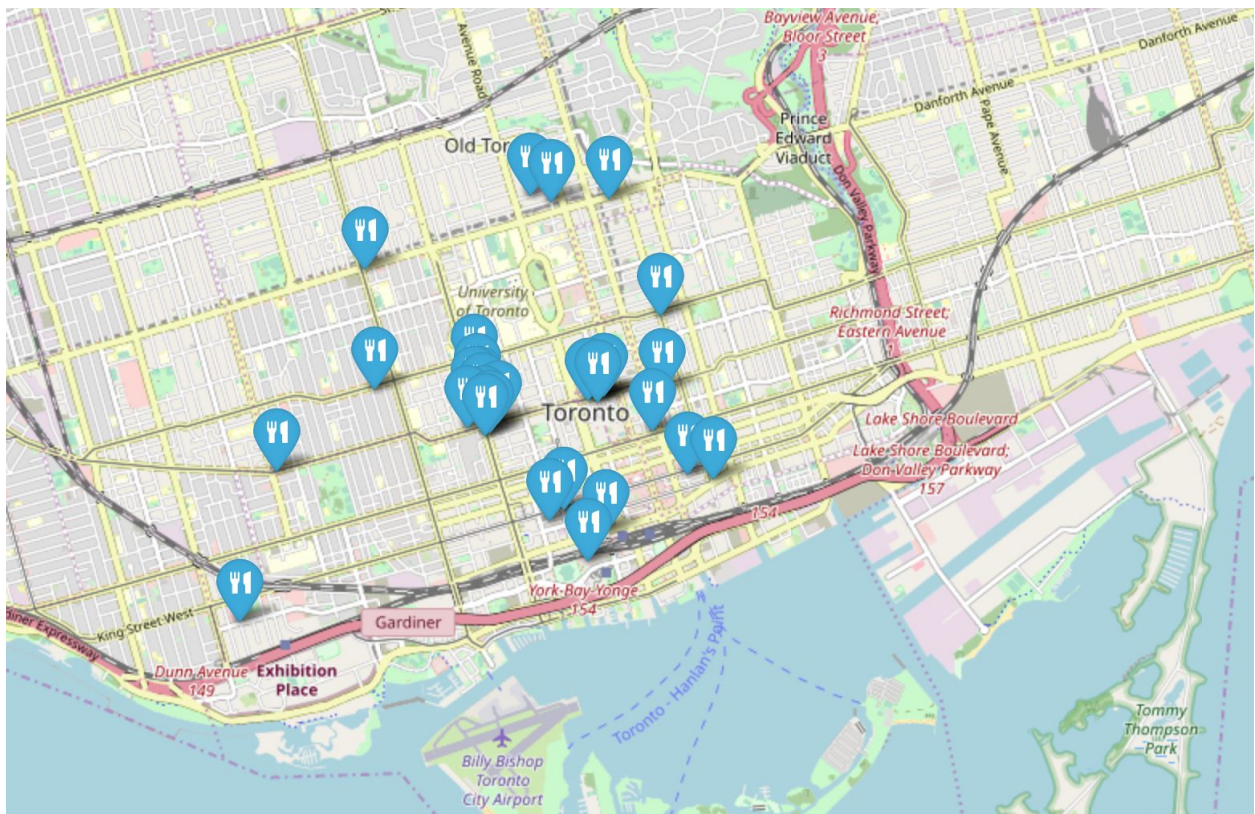 Bayview Avenue;
Bloor Street
3
Avenue Road
Danforth Avenue
Danforth Avenue
Pape Avenue
Prince
Edward
Viaduct
Old Tor
Don Valley Parkway
University
of Toronto
Richmond Street;
Eastern Avenue
1
Toronto
Lake Shore Boulevard
Lake Shore Boulevard;
Don-Valley Parkway
157
154
York-Bay-Yonge
154
Gardiner
King Street West
diner Expressway
Dunn Avenue
149
Exhibition
Place
Toronto - Hanlan's Point
Billy Bishop
Toronto
City Airport
Tommy
Thompson
Park